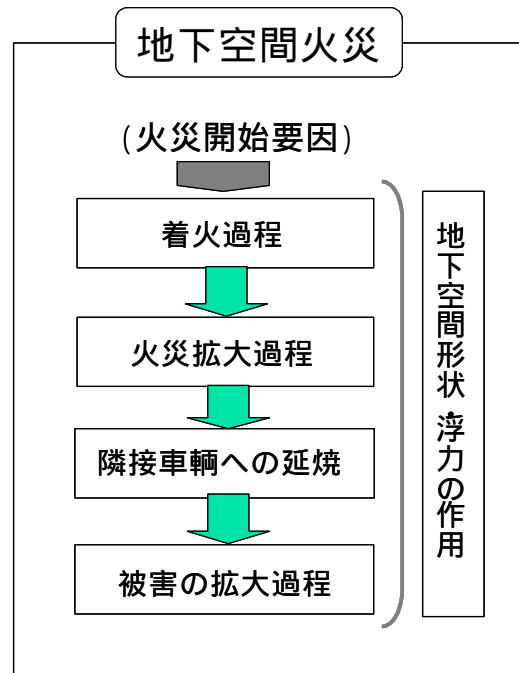 地下空間火災
(火災開始要因)
着火過程
火災拡大過程
隣接車輌への延焼
被害の拡大過程
地下空間形状・浮力の作用